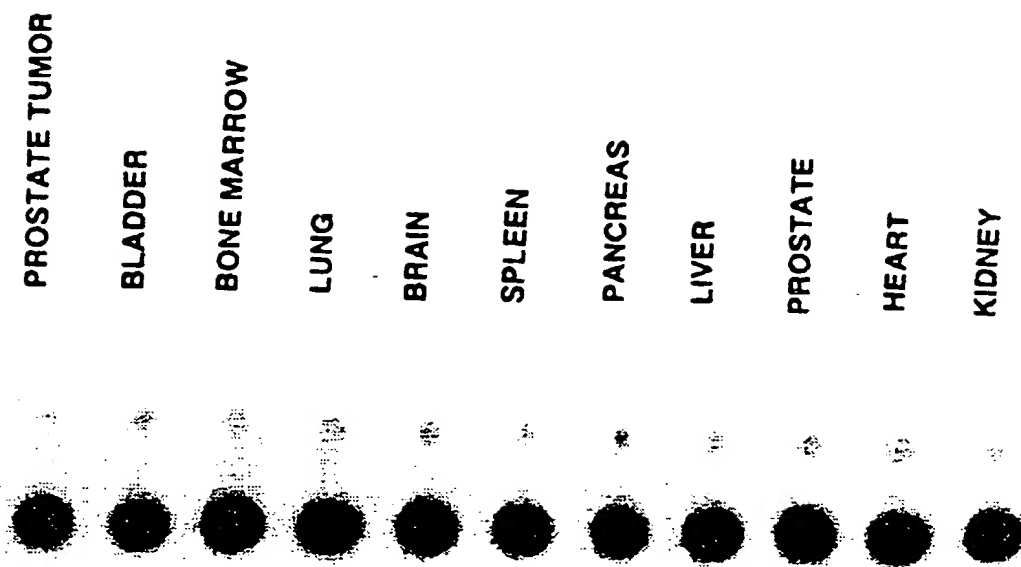 PROSTATE TUMOR
BLADDER
BONE MARROW
LUNG
BRAIN
SPLEEN
PANCREAS
LIVER
PROSTATE
HEART
KIDNEY